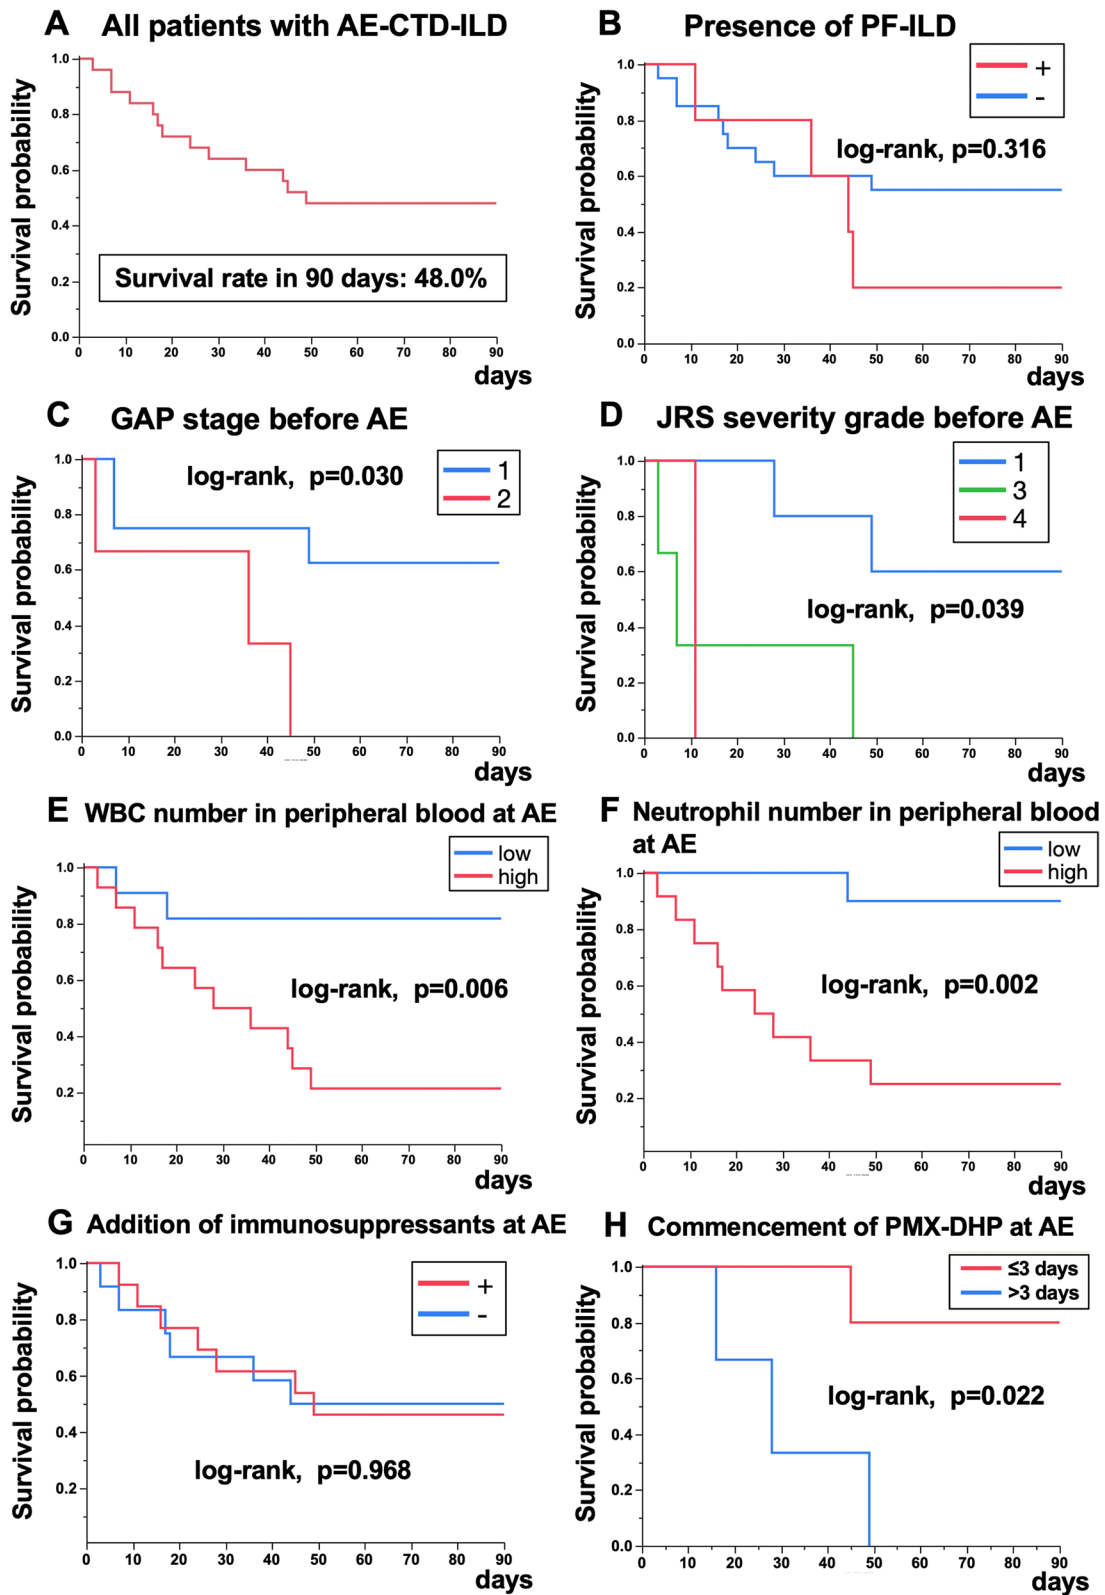 A All patients with AE-CTD-ILD
Survival probability
1.0
0.8
0.6
0.4
0.2
0.0
Survival rate in 90 days: 48.0%
0 10 20 30 40 50 60 70 80 90
days
B Presence of PF-ILD
+
-
log-rank, p=0.316
Survival probability
1.0
0.8
0.6
0.4
0.2
0.0
0 10 20 30 40 50 60 70 80 90
days
C GAP stage before AE
log-rank, p=0.030
1
2
Survival probability
1.0
0.8
0.6
0.4
0.2
0.0
0 10 20 30 40 50 60 70 80 90
days
D JRS severity grade before AE
1
3
4
log-rank, p=0.039
Survival probability
1.0
0.8
0.6
0.4
0.2
0.0
0 10 20 30 40 50 60 70 80 90
days
E WBC number in peripheral blood at AE
low
high
log-rank, p=0.006
Survival probability
1.0
0.8
0.6
0.4
0.2
0 10 20 30 40 50 60 70 80 90
days
F Neutrophil number in peripheral blood
at AE
low
high
log-rank, p=0.002
Survival probability
1.0
0.8
0.6
0.4
0.2
0 10 20 30 40 50 60 70 80 90
days
G Addition of immunosuppressants at AE
+
-
log-rank, p=0.968
Survival probability
1.0
0.8
0.6
0.4
0.2
0 10 20 30 40 50 60 70 80 90
days
H Commencement of PMX-DHP at AE
≤3 days
>3 days
log-rank, p=0.022
Survival probability
1.0
0.8
0.6
0.4
0.2
0.0
0 10 20 30 40 50 60 70 80 90
days